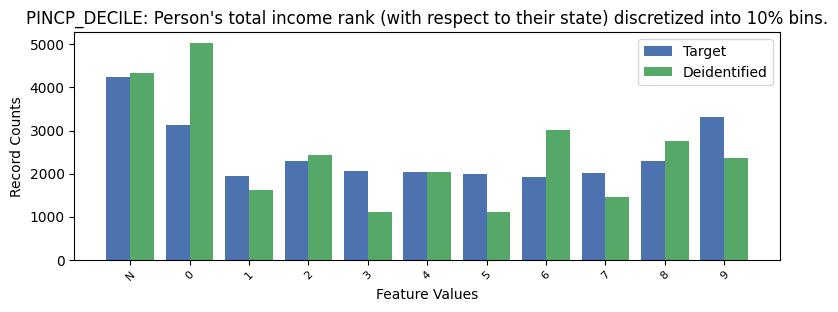 PINCP_DECILE: Person's total income rank (with respect to their state) discretized into 10% bins.
Target
Deidentified
Record Counts
5000
4000
3000
2000
1000
0
N 0 1 2 3 4 5 6 7 8 9
Feature Values